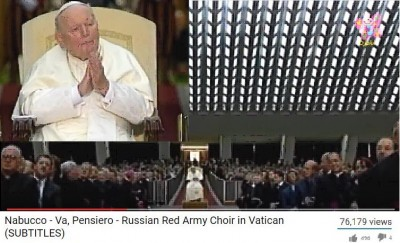 Nabucco - Va, Pensiero - Russian Red Army Choir in Vatican
(SUBTITLES)
76,179 views